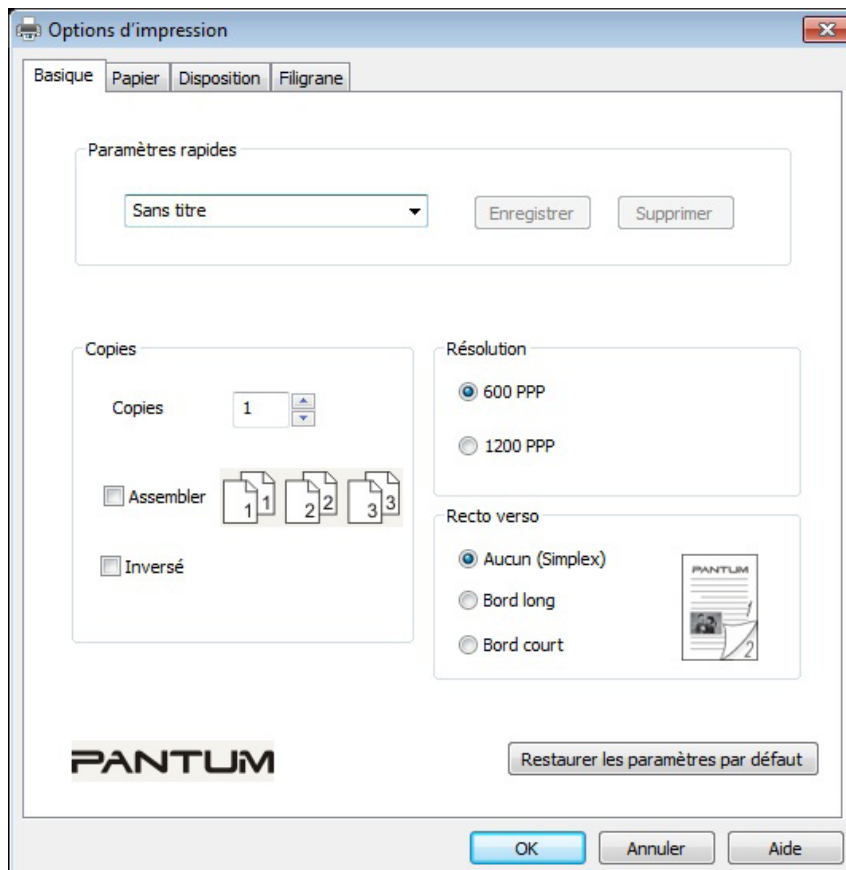 Options d'impression
Basique Papier Disposition Filigrane
Paramètres rapides
Sans titre Enregistrer Supprimer
Copies
Copies 1
Assembler 1 1 2 2 3 3
Inversé
Résolution
600 PPP
1200 PPP
Recto verso
Aucun (Simplex)
Bord long
Bord court
PANTUM
1
2
PANTUM
Restaurer les paramètres par défaut
OK Annuler Aide